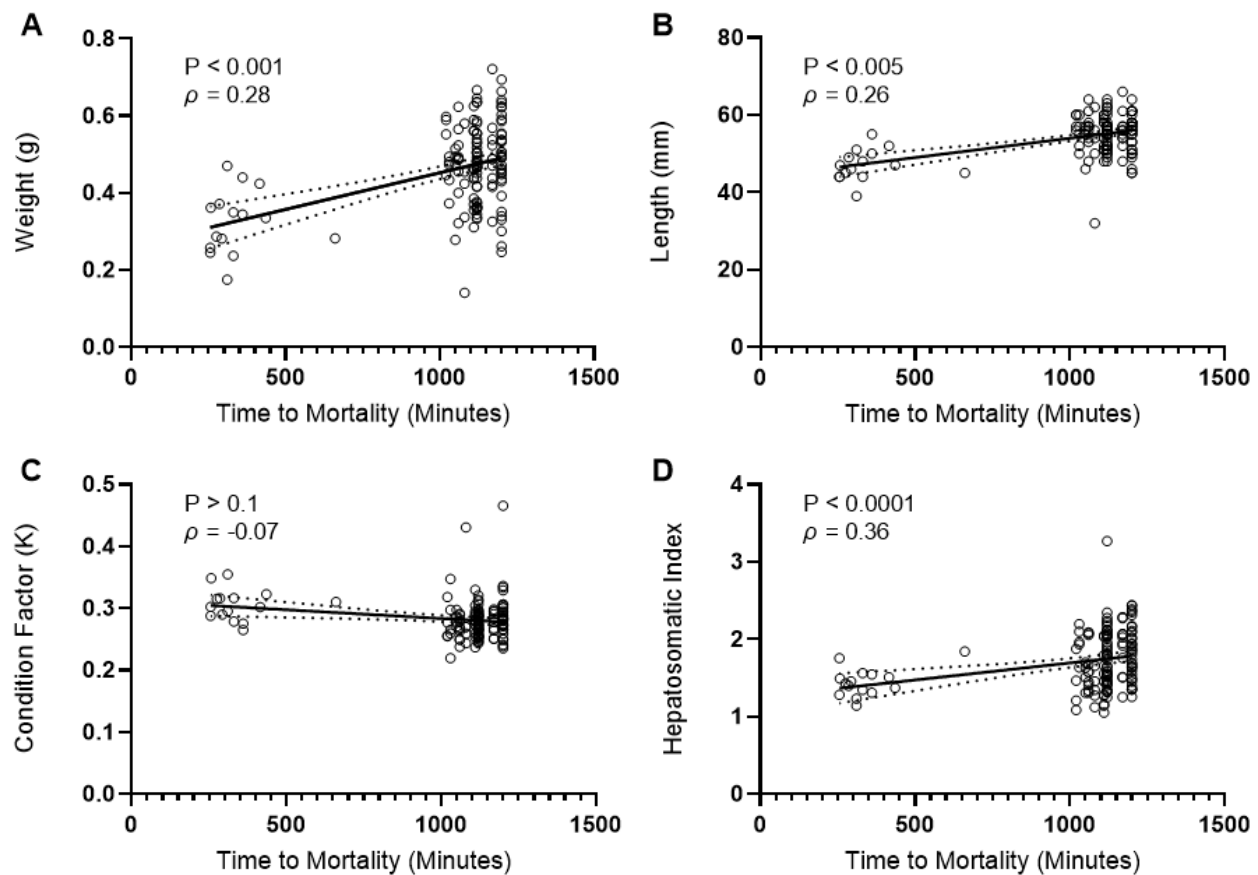 A
P < 0.001
ρ = 0.28
Weight (g)
0.8
0.6
0.4
0.2
0.0
0 500 1000 1500
Time to Mortality (Minutes)
B
P < 0.005
ρ = 0.26
Length (mm)
80
60
40
20
0
0 500 1000 1500
Time to Mortality (Minutes)
C
P > 0.1
ρ = -0.07
Condition Factor (K)
0.5
0.4
0.3
0.2
0.1
0.0
0 500 1000 1500
Time to Mortality (Minutes)
D
P < 0.0001
ρ = 0.36
Hepatosomatic Index
4
3
2
1
0
0 500 1000 1500
Time to Mortality (Minutes)